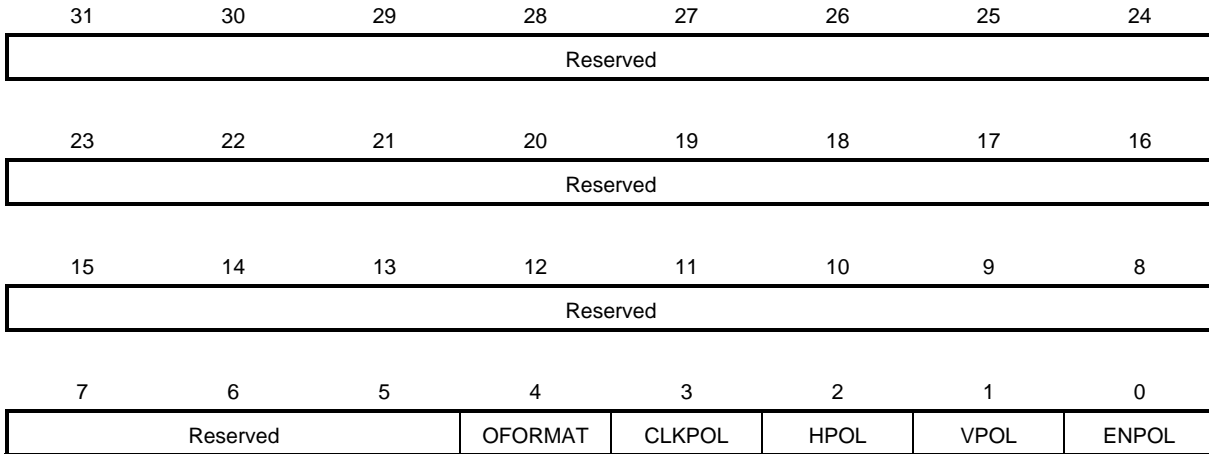 31 30 29 28 27 26 25 24
Reserved
23 22 21 20 19 18 17 16
Reserved
15 14 13 12 11 10 9 8
Reserved
7 6 5 4 3 2 1 0
Reserved OFORMAT CLKPOL HPOL VPOL ENPOL